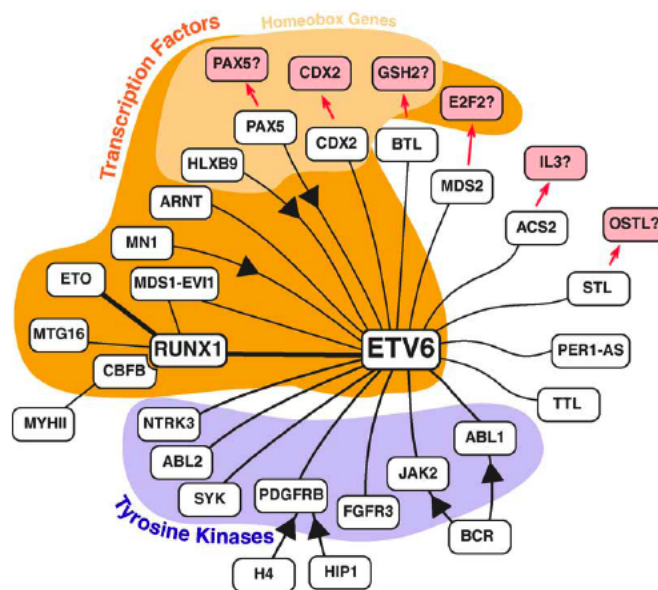 Homeobox Genes
Transcription Factors
PAX5?
CDX2
GSH2?
E2F2?
PAX5
CDX2
BTL
IL3?
HLXB9
MDS2
ARNT
ACS2
OSTL?
MN1
ETO
MDS1-EVI1
STL
MTG16
RUNX1
ETV6
PER1-AS
CBFB
MYHII
NTRK3
TTL
ABL2
ABL1
SYK
PDGFRB
JAK2
FGFR3
Tyrosine Kinases
BCR
H4
HIP1